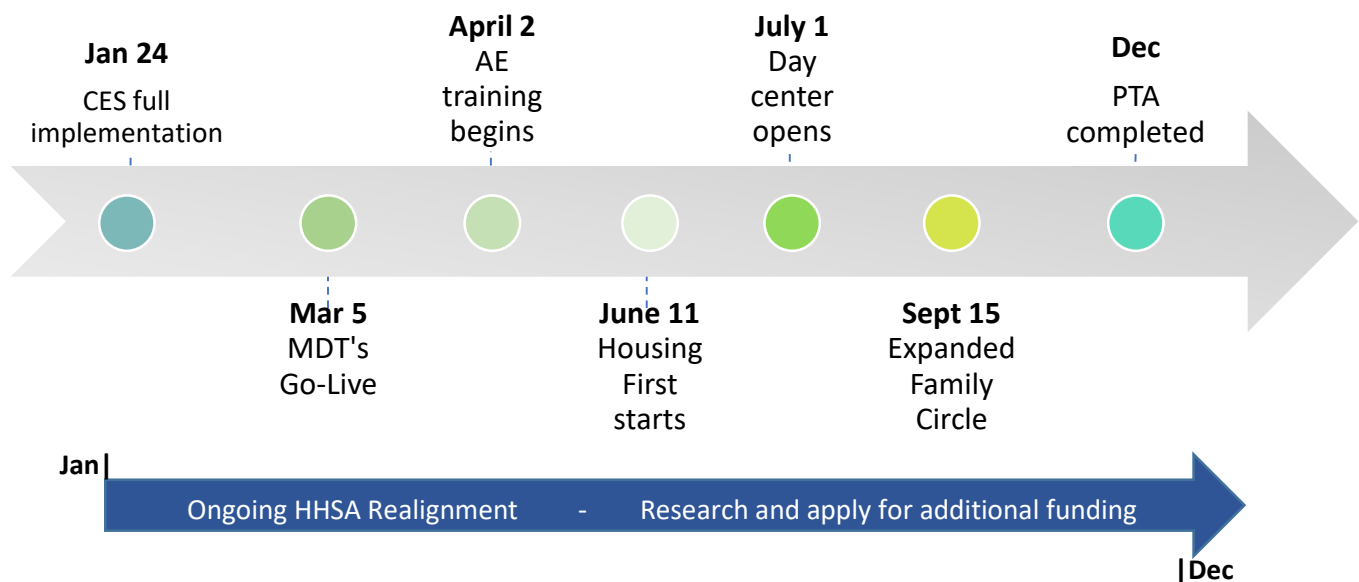 Jan 24
CES full
implementation
April 2
AE
training
begins
July 1
Day
center
opens
Dec
PTA
completed
Mar 5
MDT's
Go-Live
June 11
Housing
First
starts
Sept 15
Expanded
Family
Circle
Jan
Ongoing HHSA Realignment - Research and apply for additional funding
Dec